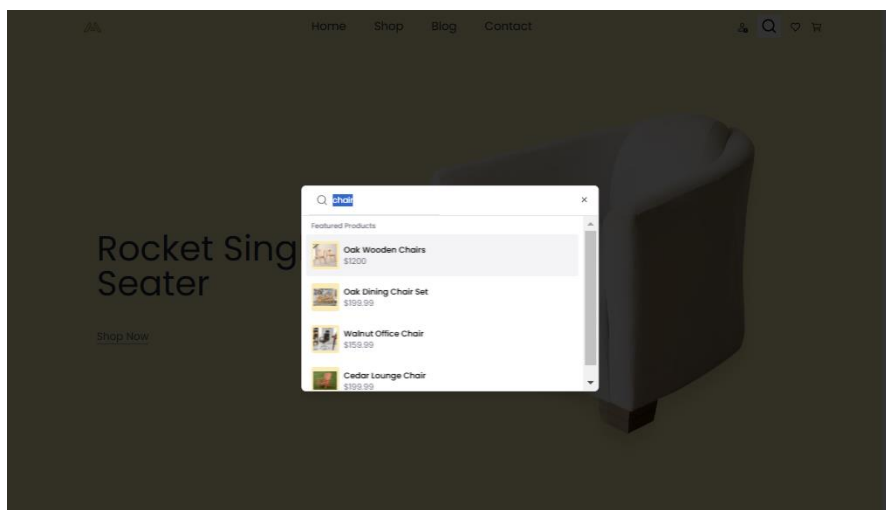 Home Shop Blog Contact
chair
Featured Products
Oak Wooden Chairs
$1200
Oak Dining Chair Set
$199.99
Walnut Office Chair
$159.99
Cedar Lounge Chair
$199.99
Rocket Sing
Seater
Shop Now